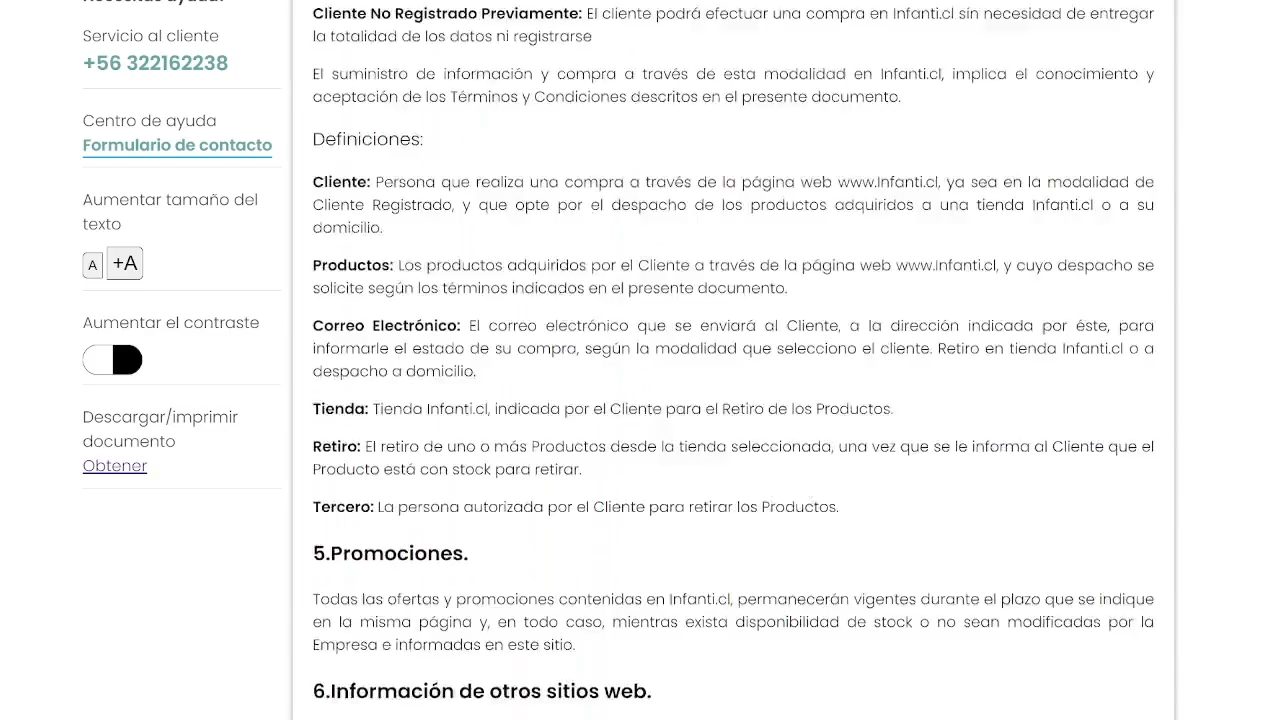 Servicio al cliente
+56 322162238
Centro de ayuda
Formulario de contacto
Aumentar tamaño del
texto
A +A
Aumentar el contraste
Descargar/imprimir
documento
Obtener
Cliente No Registrado Previamente: El cliente podrá efectuar una compra en Infanti.cl sín necesidad de entregar
la totalidad de los datos ni registrarse
El suministro de información y compra a través de esta modalidad en Infanti.cl, implica el conocimiento y
aceptación de los Términos y Condiciones descritos en el presente documento.
Definiciones:
Cliente: Persona que realiza una compra a través de la página web www.Infanti.cl, ya sea en la modalidad de
Cliente Registrado, y que opte por el despacho de los productos adquiridos a una tienda Infanti.cl o a su
domicilio.
Productos: Los productos adquiridos por el Cliente a través de la página web www.Infanti.cl, y cuyo despacho se
solicite según los términos indicados en el presente documento.
Correo Electrónico: El correo electrónico que se enviará al Cliente, a la dirección indicada por éste, para
informarle el estado de su compra, según la modalidad que selecciono el cliente. Retiro en tienda Infanti.cl o a
despacho a domicilio.
Tienda: Tienda Infanti.cl, indicada por el Cliente para el Retiro de los Productos.
Retiro: El retiro de uno o más Productos desde la tienda seleccionada, una vez que se le informa al Cliente que el
Producto está con stock para retirar.
Tercero: La persona autorizada por el Cliente para retirar los Productos.
5.Promociones.
Todas las ofertas y promociones contenidas en Infanti.cl, permanecerán vigentes durante el plazo que se indique
en la misma página y, en todo caso, mientras exista disponibilidad de stock o no sean modificadas por la
Empresa e informadas en este sitio.
6.Información de otros sitios web.